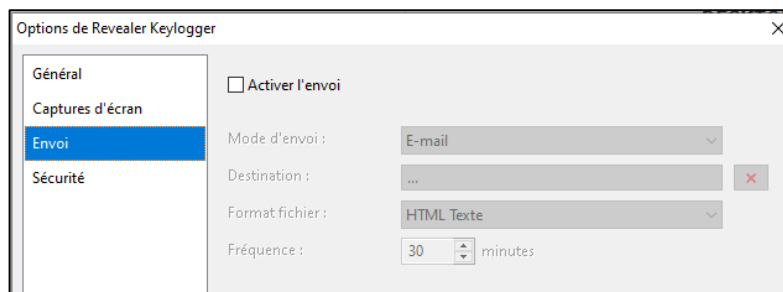 Options de Revealer Keylogger
Général
Activer l'envoi
Captures d'écran
Mode d'envoi :
E-mail
Envoi
Destination :
...
Sécurité
Format fichier :
HTML Texte
Fréquence :
30
minutes